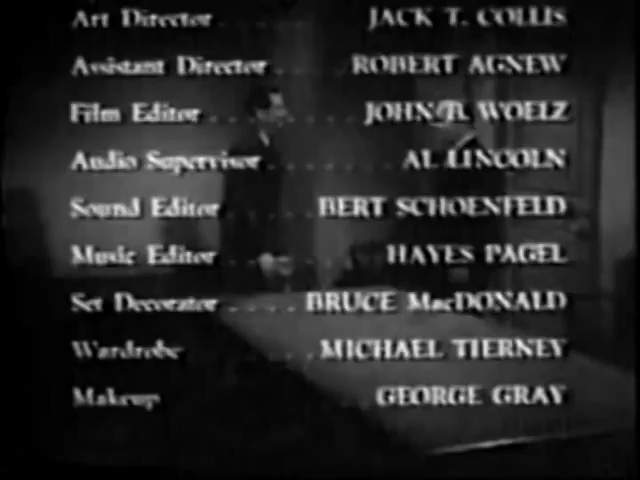 Art Director . . . . . JACK T. COLLIS
Assistant Director . . . . ROBERT AGNEW
Film Editor . . . . . . . . JOHN B. WOELZ
Audio Supervisor . . . . . . AL LINCOLN
Sound Editor . . . . BERT SCHOENFELD
Music Editor . . . . . . HAYES PAGEL
Set Decorator . . . . BRUCE MacDONALD
Wardrobe . . . . MICHAEL TIERNEY
Makeup GEORGE GRAY